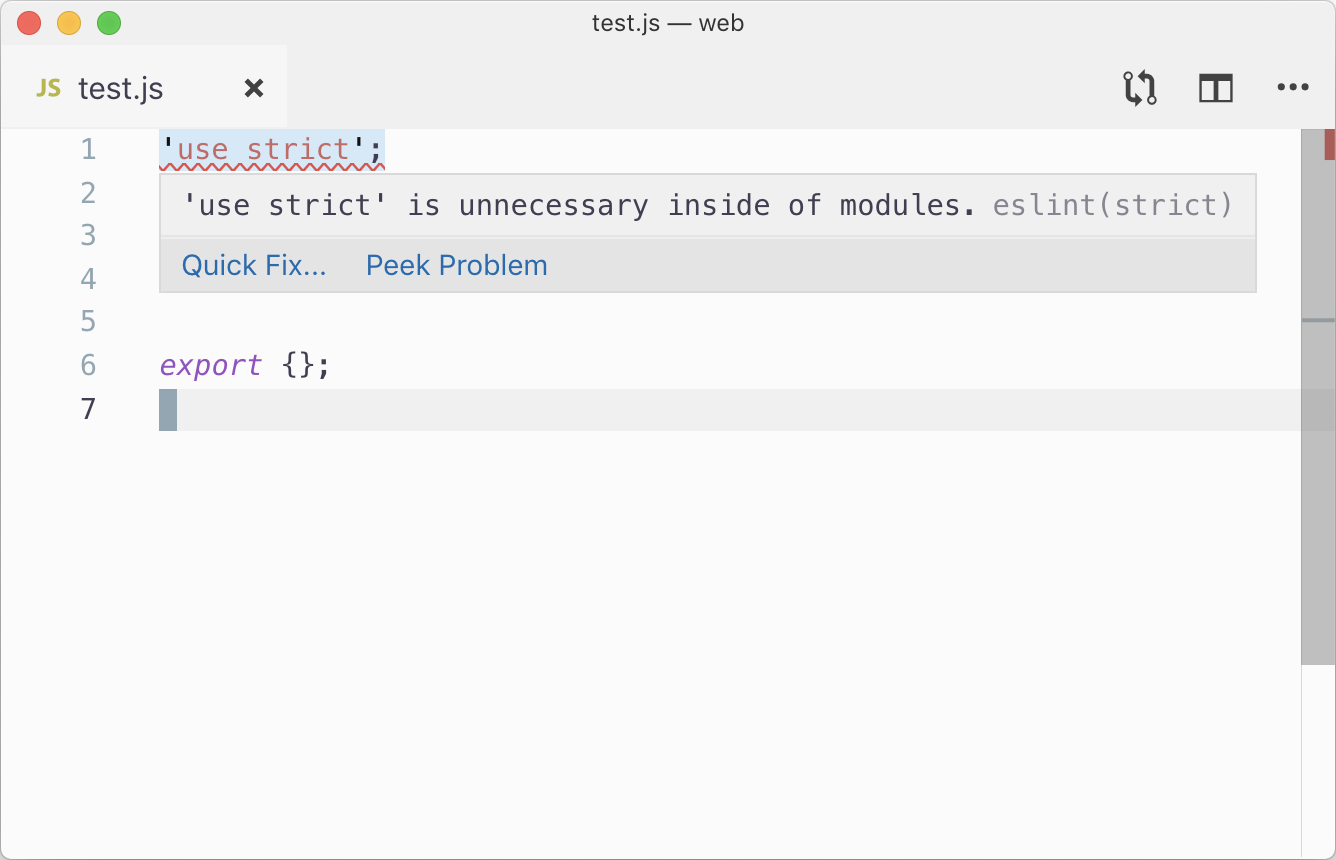 test.js — web
JS test.js
1 'use strict';
2 'use strict' is unnecessary inside of modules. eslint(strict)
3
4 Quick Fix... Peek Problem
5
6 export {};
7